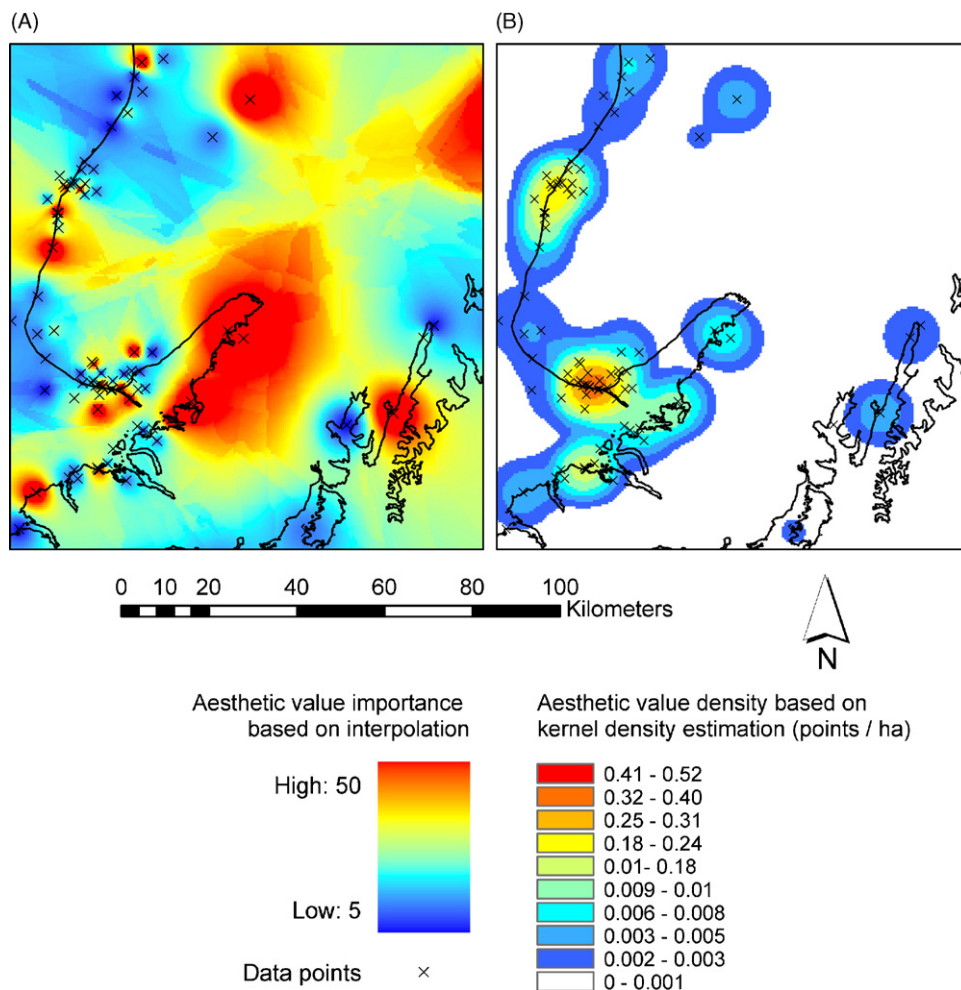 (A)
(B)
0 10 20 40 60 80 100
Kilometers
N
Aesthetic value importance
based on interpolation
High: 50
Low: 5
Data points ×
Aesthetic value density based on
kernel density estimation (points / ha)
0.41 - 0.52
0.32 - 0.40
0.25 - 0.31
0.18 - 0.24
0.01- 0.18
0.009 - 0.01
0.006 - 0.008
0.003 - 0.005
0.002 - 0.003
0 - 0.001